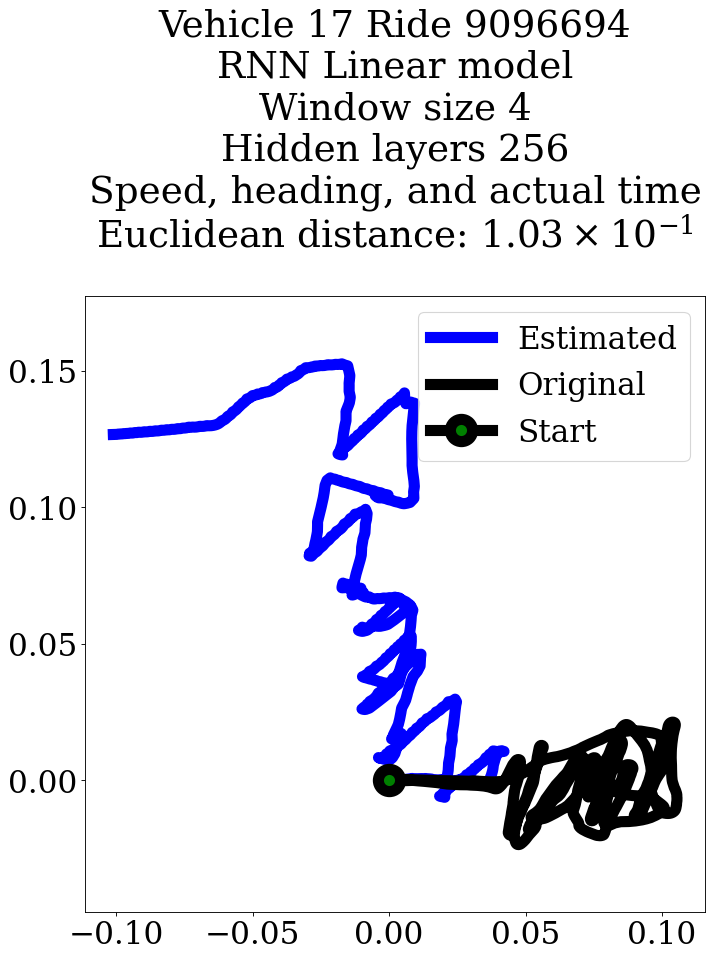 Vehicle 17 Ride 9096694
RNN Linear model
Window size 4
Hidden layers 256
Speed, heading, and actual time
Euclidean distance: $1.03 \times 10^{-1}$
Estimated
Original
Start
0.15
0.10
0.05
0.00
−0.10 −0.05 0.00 0.05 0.10